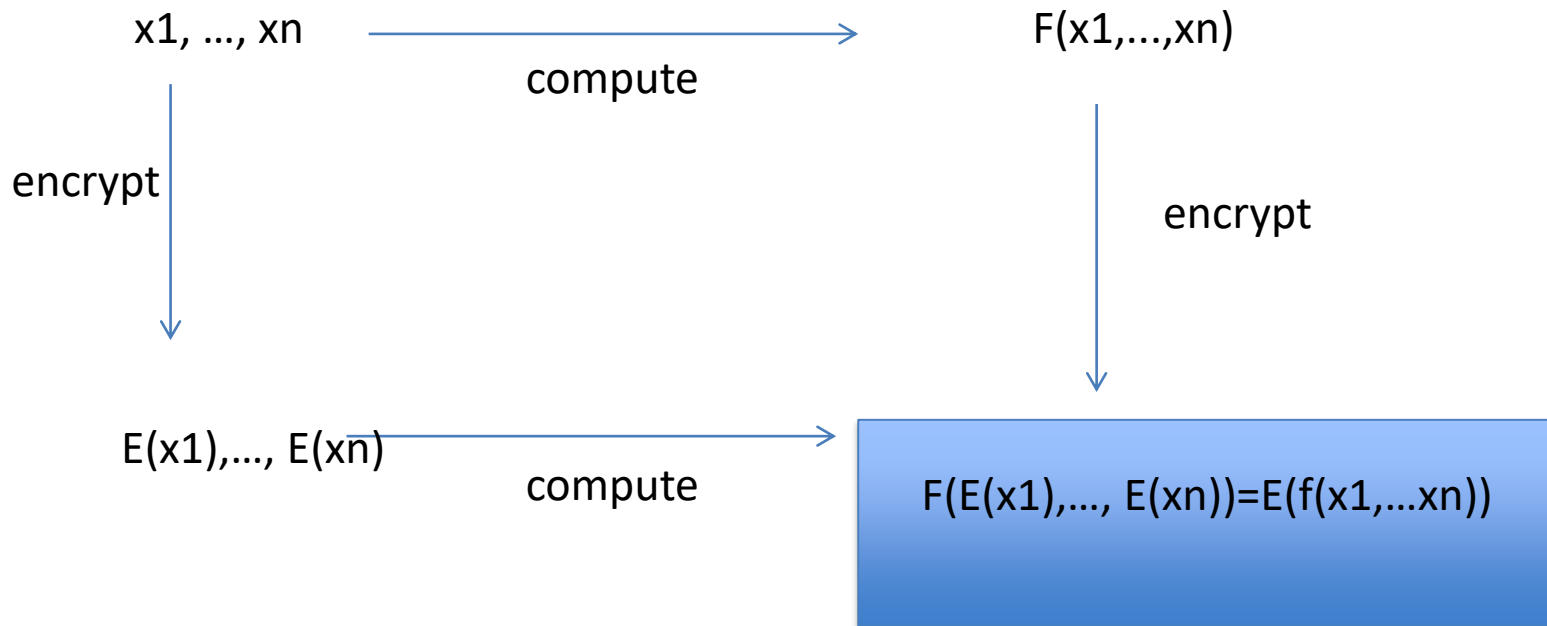 x1, …, xn
F(x1,...,xn)
compute
encrypt
encrypt
E(x1),…, E(xn)
compute
F(E(x1),…, E(xn))=E(f(x1,…xn))